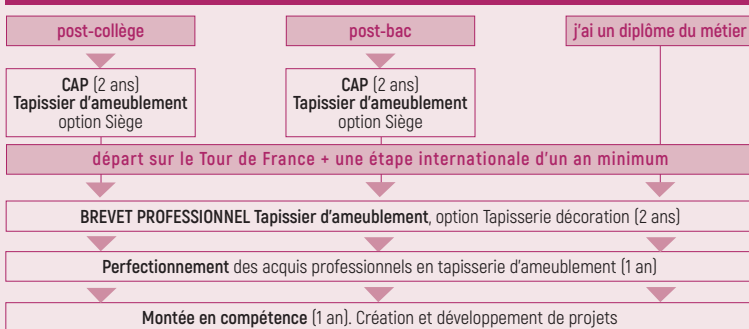 post-collège
post-bac
j'ai un diplôme du métier
CAP (2 ans)
Tapissier d'ameublement
option Siège
CAP (2 ans)
Tapissier d'ameublement
option Siège
départ sur le Tour de France + une étape internationale d'un an minimum
BREVET PROFESSIONNEL Tapissier d'ameublement, option Tapisserie décoration (2 ans)
Perfectionnement des acquis professionnels en tapisserie d'ameublement (1 an)
Montée en compétence (1 an). Création et développement de projets